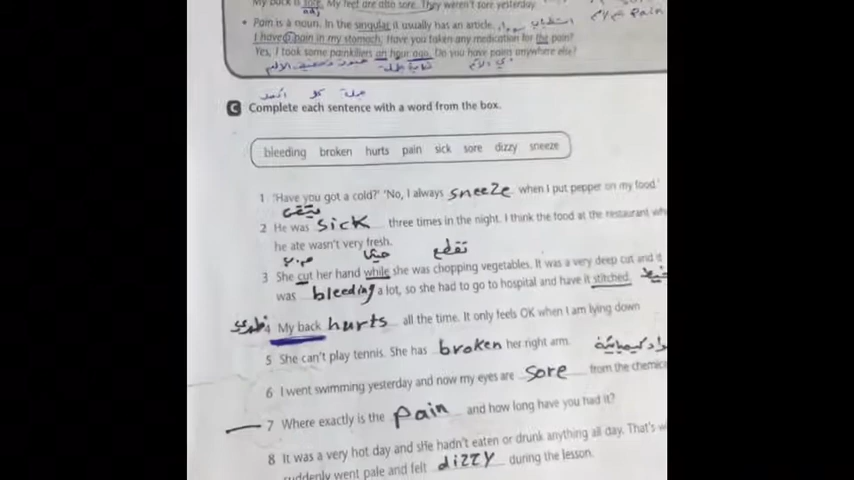 My back is sore. My feet are also sore. They weren't sore yesterday.
• Pain is a noun. In the singular it usually has an article.
I have a pain in my stomach. Have you taken any medication for the pain?
Yes, I took some painkillers an hour ago. Do you have pains anywhere else?
C Complete each sentence with a word from the box.
bleeding broken hurts pain sick sore dizzy sneeze
1 'Have you got a cold?' 'No, I always sneeze when I put pepper on my food.'
2 He was sick three times in the night. I think the food at the restaurant
he ate wasn't very fresh.
تقطع
3 She cut her hand while she was chopping vegetables. It was a very deep cut and it
was bleeding a lot, so she had to go to hospital and have it stitched.
4 My back hurts all the time. It only feels OK when I am lying down
5 She can't play tennis. She has broken her right arm.
6 I went swimming yesterday and now my eyes are sore from the
7 Where exactly is the pain and how long have you had it?
8 It was a very hot day and she hadn't eaten or drunk anything all day. That's
suddenly went pale and felt dizzy during the lesson.